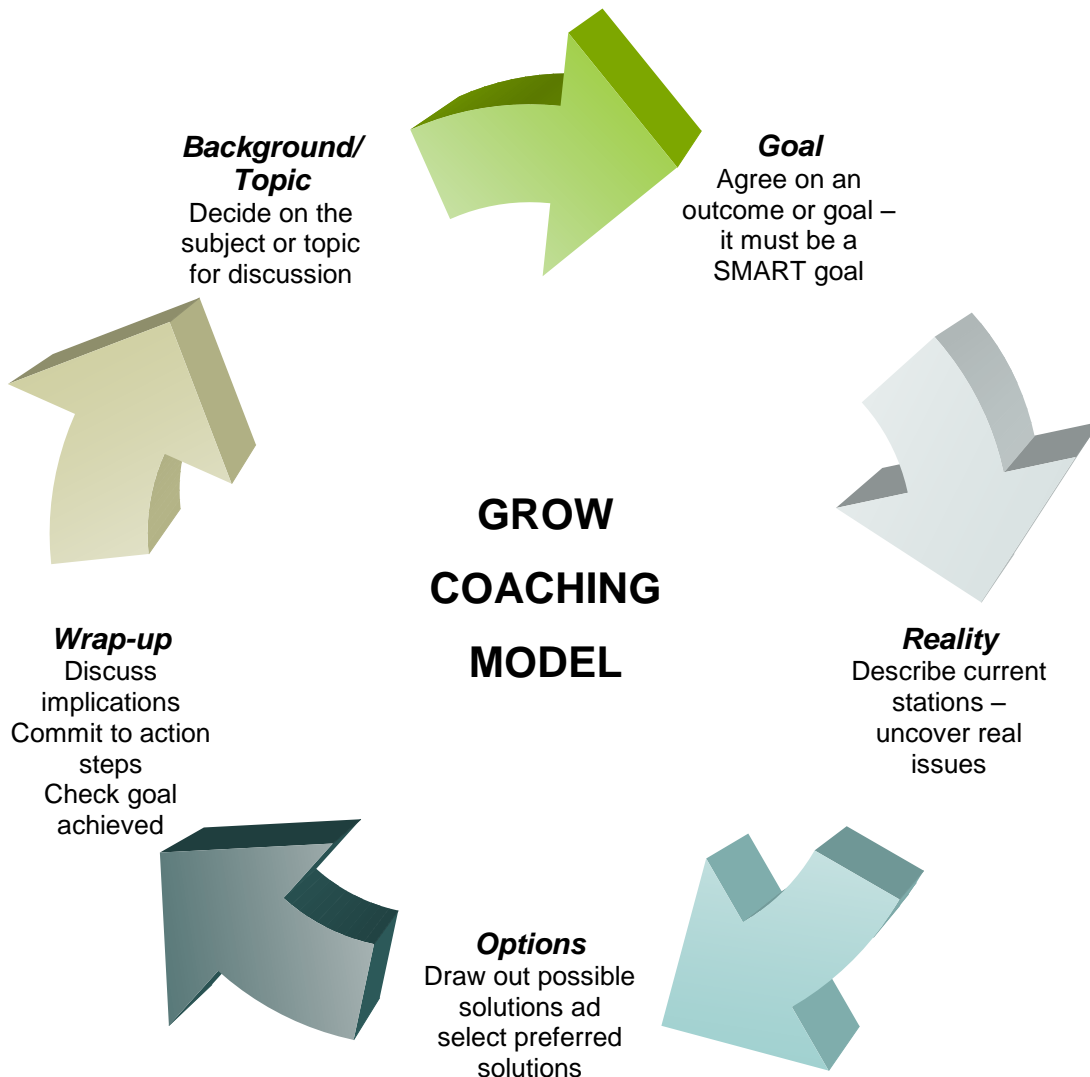 Background/
Topic
Decide on the
subject or topic
for discussion
Goal
Agree on an
outcome or goal –
it must be a
SMART goal
GROW
COACHING
MODEL
Reality
Describe current
stations –
uncover real
issues
Options
Draw out possible
solutions ad
select preferred
solutions
Wrap-up
Discuss
implications
Commit to action
steps
Check goal
achieved